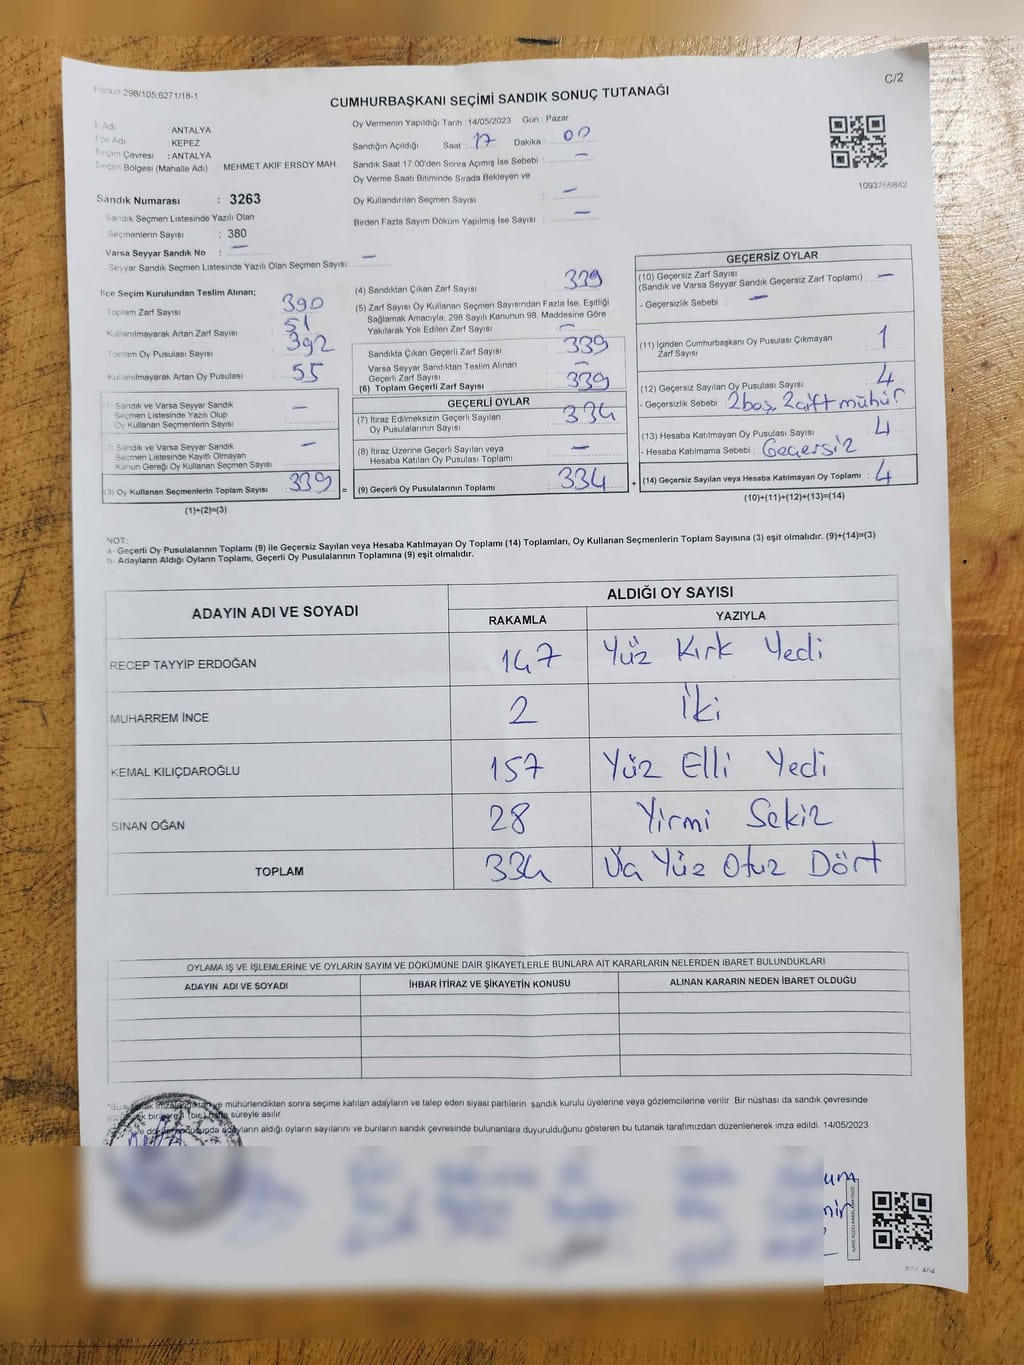 Kanun:298/105;6271/18-1
C/2
CUMHURBAŞKANI SEÇİMİ SANDIK SONUÇ TUTANAĞI
İl Adı : ANTALYA
İlçe Adı : KEPEZ
Seçim Çevresi : ANTALYA
Seçim Bölgesi (Mahalle Adı) : MEHMET AKIF ERSOY MAH.
Sandık Numarası : 3263
Sandık Seçmen Listesinde Yazılı Olan
Seçmenlerin Sayısı : 380
Varsa Seyyar Sandık No : —
Seyyar Sandık Seçmen Listesinde Yazılı Olan Seçmen Sayısı: —
Oy Vermenin Yapıldığı Tarih : 14/05/2023 Gün : Pazar
Sandığın Açıldığı Saat : 17 Dakika : 00
Sandık Saat 17.00'den Sonra Açımış İse Sebebi : —
Oy Verme Saati Bitiminde Sırada Bekleyen ve
Oy Kullandırılan Seçmen Sayısı : —
Birden Fazla Sayım Döküm Yapılmış İse Sayısı : —
1093766842
İlçe Seçim Kurulundan Teslim Alınan;
Toplam Zarf Sayısı : 390
Kullanılmayarak Artan Zarf Sayısı : 51
Toplam Oy Pusulası Sayısı : 392
Kullanılmayarak Artan Oy Pusulası : 55
(1) Sandık ve Varsa Seyyar Sandık
Seçmen Listesinde Yazılı Olup
Oy Kullanan Seçmenlerin Sayısı : —
(2) Sandık ve Varsa Seyyar Sandık
Seçmen Listesinde Kayıtlı Olmayan
Kanun Gereği Oy Kullanan Seçmen Sayısı : —
(3) Oy Kullanan Seçmenlerin Toplam Sayısı : 339 =
(1)+(2)=(3)
(4) Sandıktan Çıkan Zarf Sayısı : 339
(5) Zarf Sayısı Oy Kullanan Seçmen Sayısından Fazla İse, Eşitliği
Sağlamak Amacıyla; 298 Sayılı Kanunun 98. Maddesine Göre
Yakılarak Yok Edilen Zarf Sayısı : —
Sandıkta Çıkan Geçerli Zarf Sayısı : 339
Varsa Seyyar Sandıktan Teslim Alınan
Geçerli Zarf Sayısı : —
(6) Toplam Geçerli Zarf Sayısı : 339
GEÇERLİ OYLAR
(7) İtiraz Edilmeksizin Geçerli Sayılan
Oy Pusulalarının Sayısı : 334
(8) İtiraz Üzerine Geçerli Sayılan veya
Hesaba Katılan Oy Pusulası Toplamı : —
(9) Geçerli Oy Pusulalarının Toplamı : 334 +
GEÇERSİZ OYLAR
(10) Geçersiz Zarf Sayısı
(Sandık ve Varsa Seyyar Sandık Geçersiz Zarf Toplamı) : —
- Geçersizlik Sebebi : —
(11) İçinden Cumhurbaşkanı Oy Pusulası Çıkmayan
Zarf Sayısı : 1
(12) Geçersiz Sayılan Oy Pusulası Sayısı : 4
- Geçersizlik Sebebi : 2boş, 2çift mühür
(13) Hesaba Katılmayan Oy Pusulası Sayısı : 4
- Hesaba Katılmama Sebebi : Geçersiz
(14) Geçersiz Sayılan veya Hesaba Katılmayan Oy Toplamı : 4
(10)+(11)+(12)+(13)=(14)
NOT:
a- Geçerli Oy Pusulalarının Toplamı (9) ile Geçersiz Sayılan veya Hesaba Katılmayan Oy Toplamı (14) Toplamları, Oy Kullanan Seçmenlerin Toplam Sayısına (3) eşit olmalıdır. (9)+(14)=(3)
b- Adayların Aldığı Oyların Toplamı, Geçerli Oy Pusulalarının Toplamına (9) eşit olmalıdır.
ADAYIN ADI VE SOYADI ALDIĞI OY SAYISI
RAKAMLA YAZIYLA
RECEP TAYYİP ERDOĞAN 147 Yüz Kırk Yedi
MUHARREM İNCE 2 İki
KEMAL KILIÇDAROĞLU 157 Yüz Elli Yedi
SİNAN OĞAN 28 Yirmi Sekiz
TOPLAM 334 Üç Yüz Otuz Dört
OYLAMA İŞ VE İŞLEMLERİNE VE OYLARIN SAYIM VE DÖKÜMÜNE DAİR ŞİKAYETLERLE BUNLARA AİT KARARLARIN NELERDEN İBARET BULUNDUKLARI
ADAYIN ADI VE SOYADI İHBAR İTİRAZ VE ŞİKAYETİN KONUSU ALINAN KARARIN NEDEN İBARET OLDUĞU
mühürlendikten sonra seçime katılan adayların ve talep eden siyasi partilerin sandık kurulu üyelerine veya gözlemcilerine verilir. Bir nüshası da sandık çevresinde
süreyle asılır.
adayların aldığı oyların sayılarını ve bunların sandık çevresinde bulunanlara duyurulduğunu gösteren bu tutanak tarafımızdan düzenlenerek imza edildi. 14/05/2023